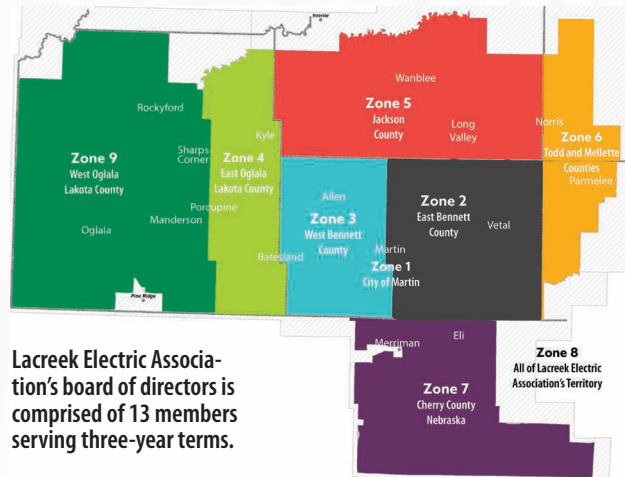 Interior
Wanblee
Rockyford
Zone 5
Jackson
County
Long
Valley
Norris
Kyle
Zone 6
Todd and Mellette
Counties
Parmelee
Sharps
Corner
Zone 9
West Oglala
Lakota County
Zone 4
East Oglala
Lakota County
Allen
Zone 3
West Bennett
County
Zone 2
East Bennett
County
Vetal
Porcupine
Manderson
Oglala
Batesland
Martin
Zone 1
City of Martin
Pine Ridge
Merriman
Eli
Zone 8
All of Lacreek Electric
Association's Territory
Zone 7
Cherry County
Nebraska
Lacreek Electric Associa-
tion's board of directors is
comprised of 13 members
serving three-year terms.